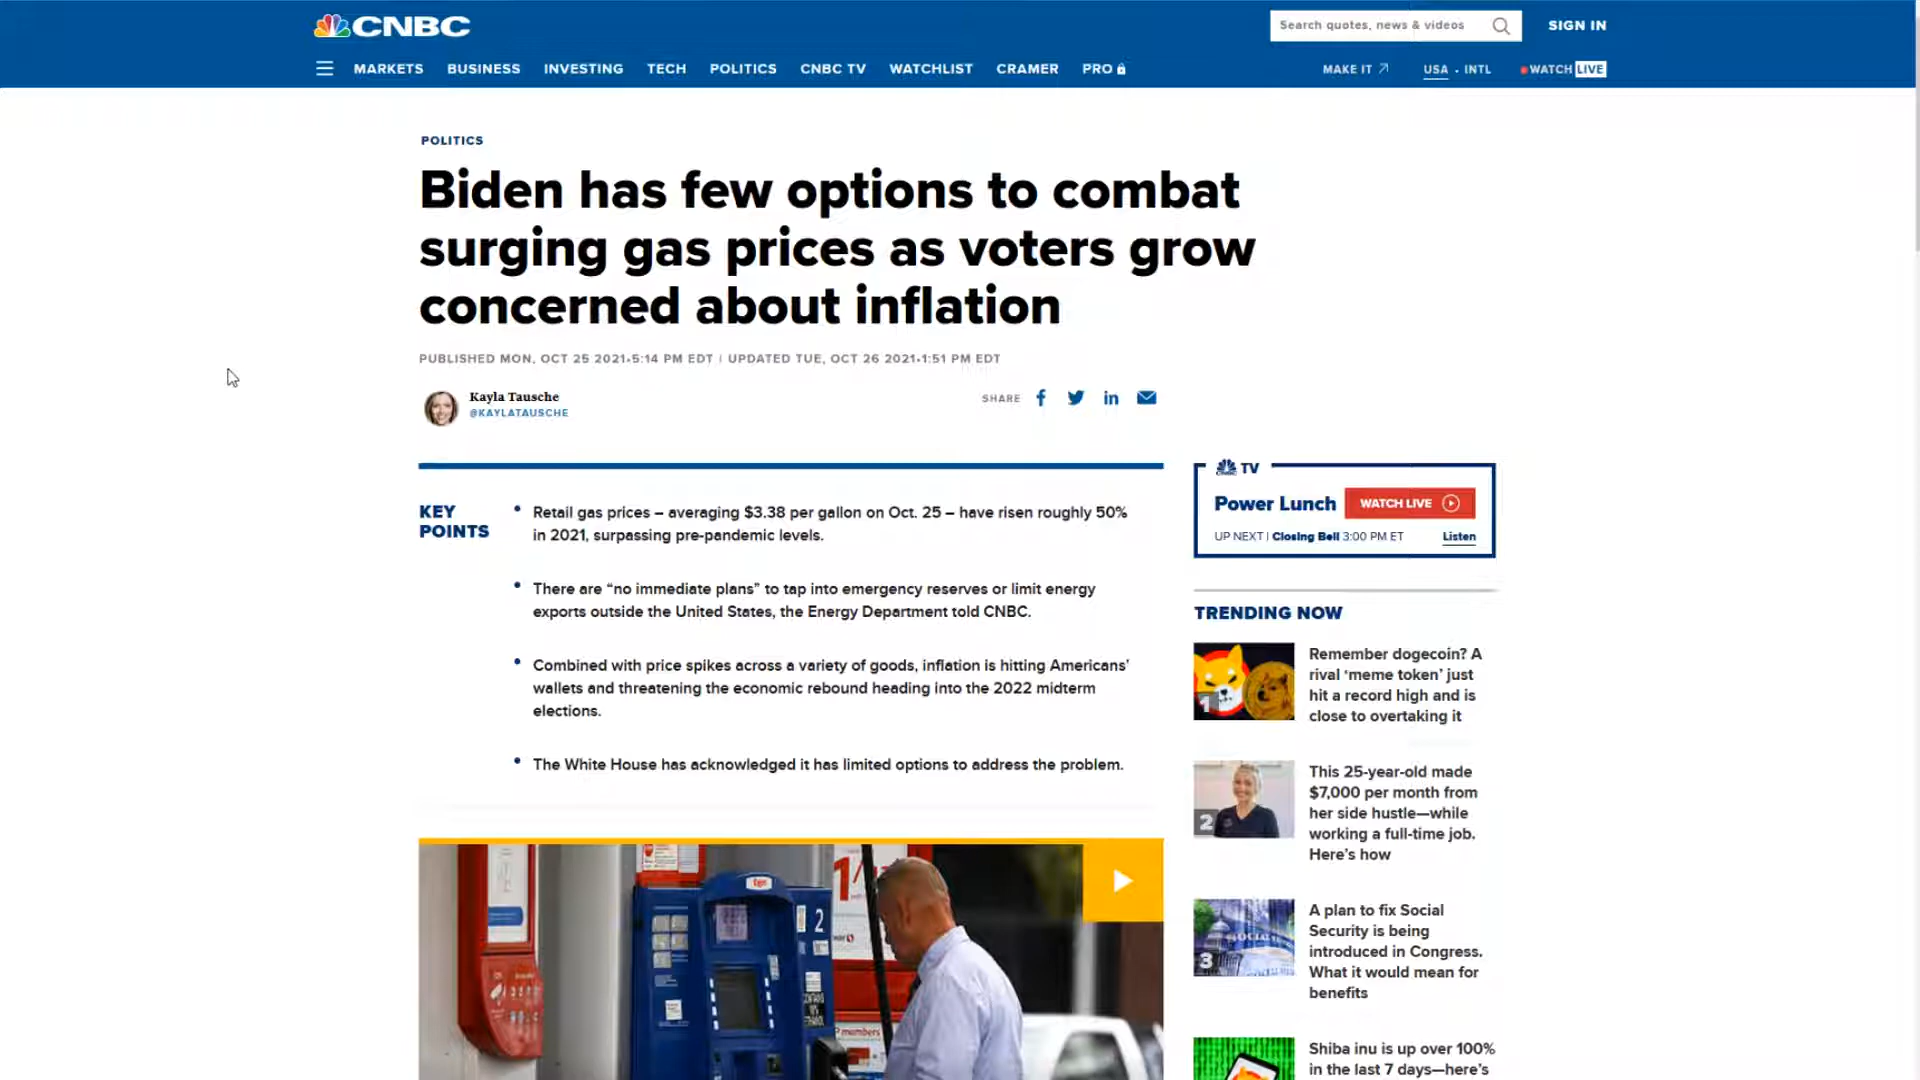 CNBC
Search quotes, news & videos
SIGN IN
MARKETS BUSINESS INVESTING TECH POLITICS CNBC TV WATCHLIST CRAMER PRO
MAKE IT USA · INTL WATCH LIVE
POLITICS
Biden has few options to combat
surging gas prices as voters grow
concerned about inflation
PUBLISHED MON, OCT 25 2021•5:14 PM EDT | UPDATED TUE, OCT 26 2021•1:51 PM EDT
Kayla Tausche
@KAYLATAUSCHE
SHARE
KEY
POINTS
• Retail gas prices – averaging $3.38 per gallon on Oct. 25 – have risen roughly 50%
in 2021, surpassing pre-pandemic levels.
• There are “no immediate plans” to tap into emergency reserves or limit energy
exports outside the United States, the Energy Department told CNBC.
• Combined with price spikes across a variety of goods, inflation is hitting Americans’
wallets and threatening the economic rebound heading into the 2022 midterm
elections.
• The White House has acknowledged it has limited options to address the problem.
2
members
CNBC TV
Power Lunch
WATCH LIVE
UP NEXT | Closing Bell 3:00 PM ET
Listen
TRENDING NOW
1
Remember dogecoin? A
rival ‘meme token’ just
hit a record high and is
close to overtaking it
2
This 25-year-old made
$7,000 per month from
her side hustle—while
working a full-time job.
Here’s how
3
A plan to fix Social
Security is being
introduced in Congress.
What it would mean for
benefits
Shiba inu is up over 100%
in the last 7 days—here’s